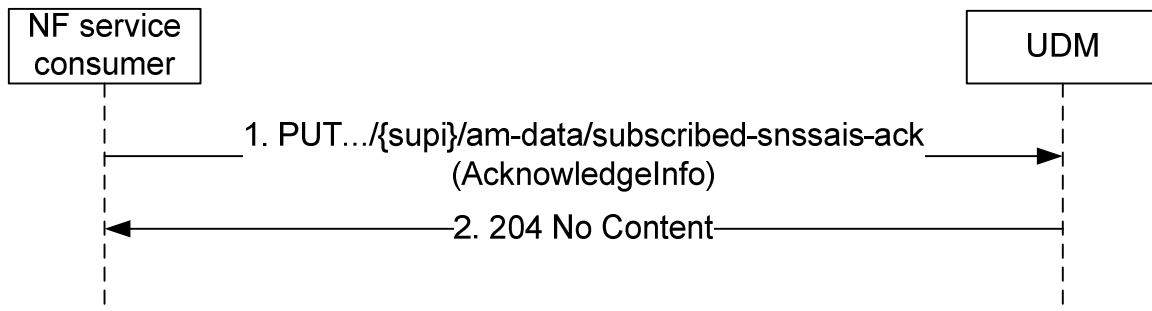 NF service
consumer
UDM
1. PUT.../{supi}/am-data/subscribed-snssais-ack
(AcknowledgeInfo)
2. 204 No Content